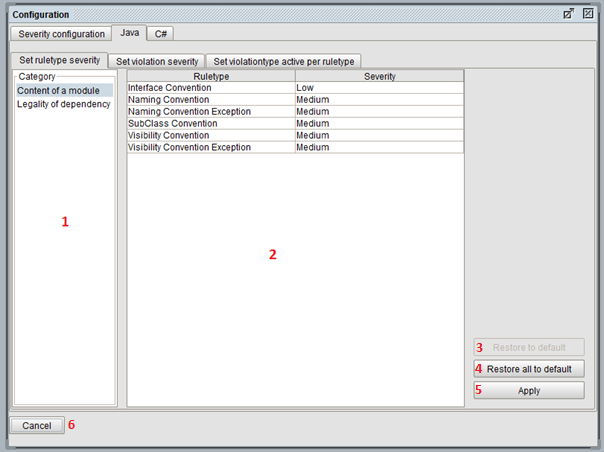 Configuration
Severity configuration Java C#
Set ruletype severity Set violation severity Set violationtype active per ruletype
Category
Content of a module
Legality of dependency
1
Ruletype Severity
Interface Convention Low
Naming Convention Medium
Naming Convention Exception Medium
SubClass Convention Medium
Visibility Convention Medium
Visibility Convention Exception Medium
2
3 Restore to default
4 Restore all to default
5 Apply
Cancel 6